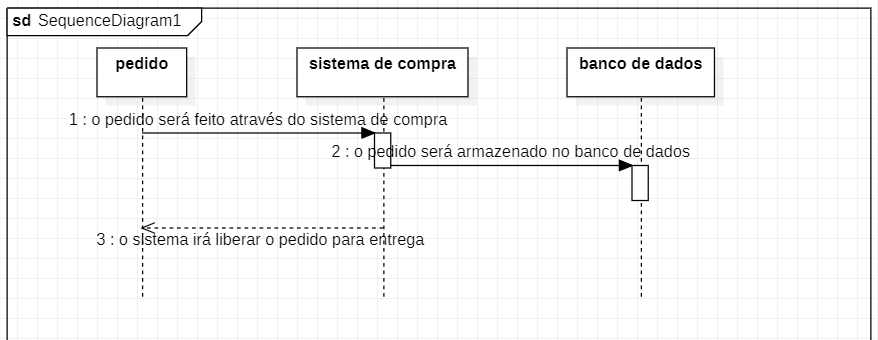 sd SequenceDiagram1
pedido
sistema de compra
banco de dados
1 : o pedido será feito através do sistema de compra
2 : o pedido será armazenado no banco de dados
3 : o sistema irá liberar o pedido para entrega